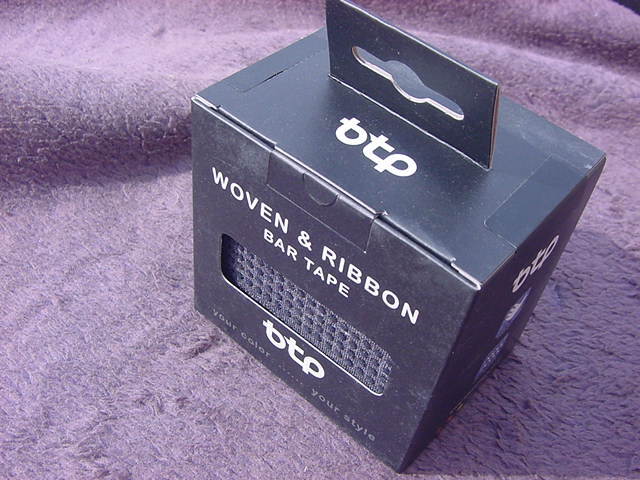 btp
WOVEN & RIBBON
BAR TAPE
btp
your color ...... your style
btp